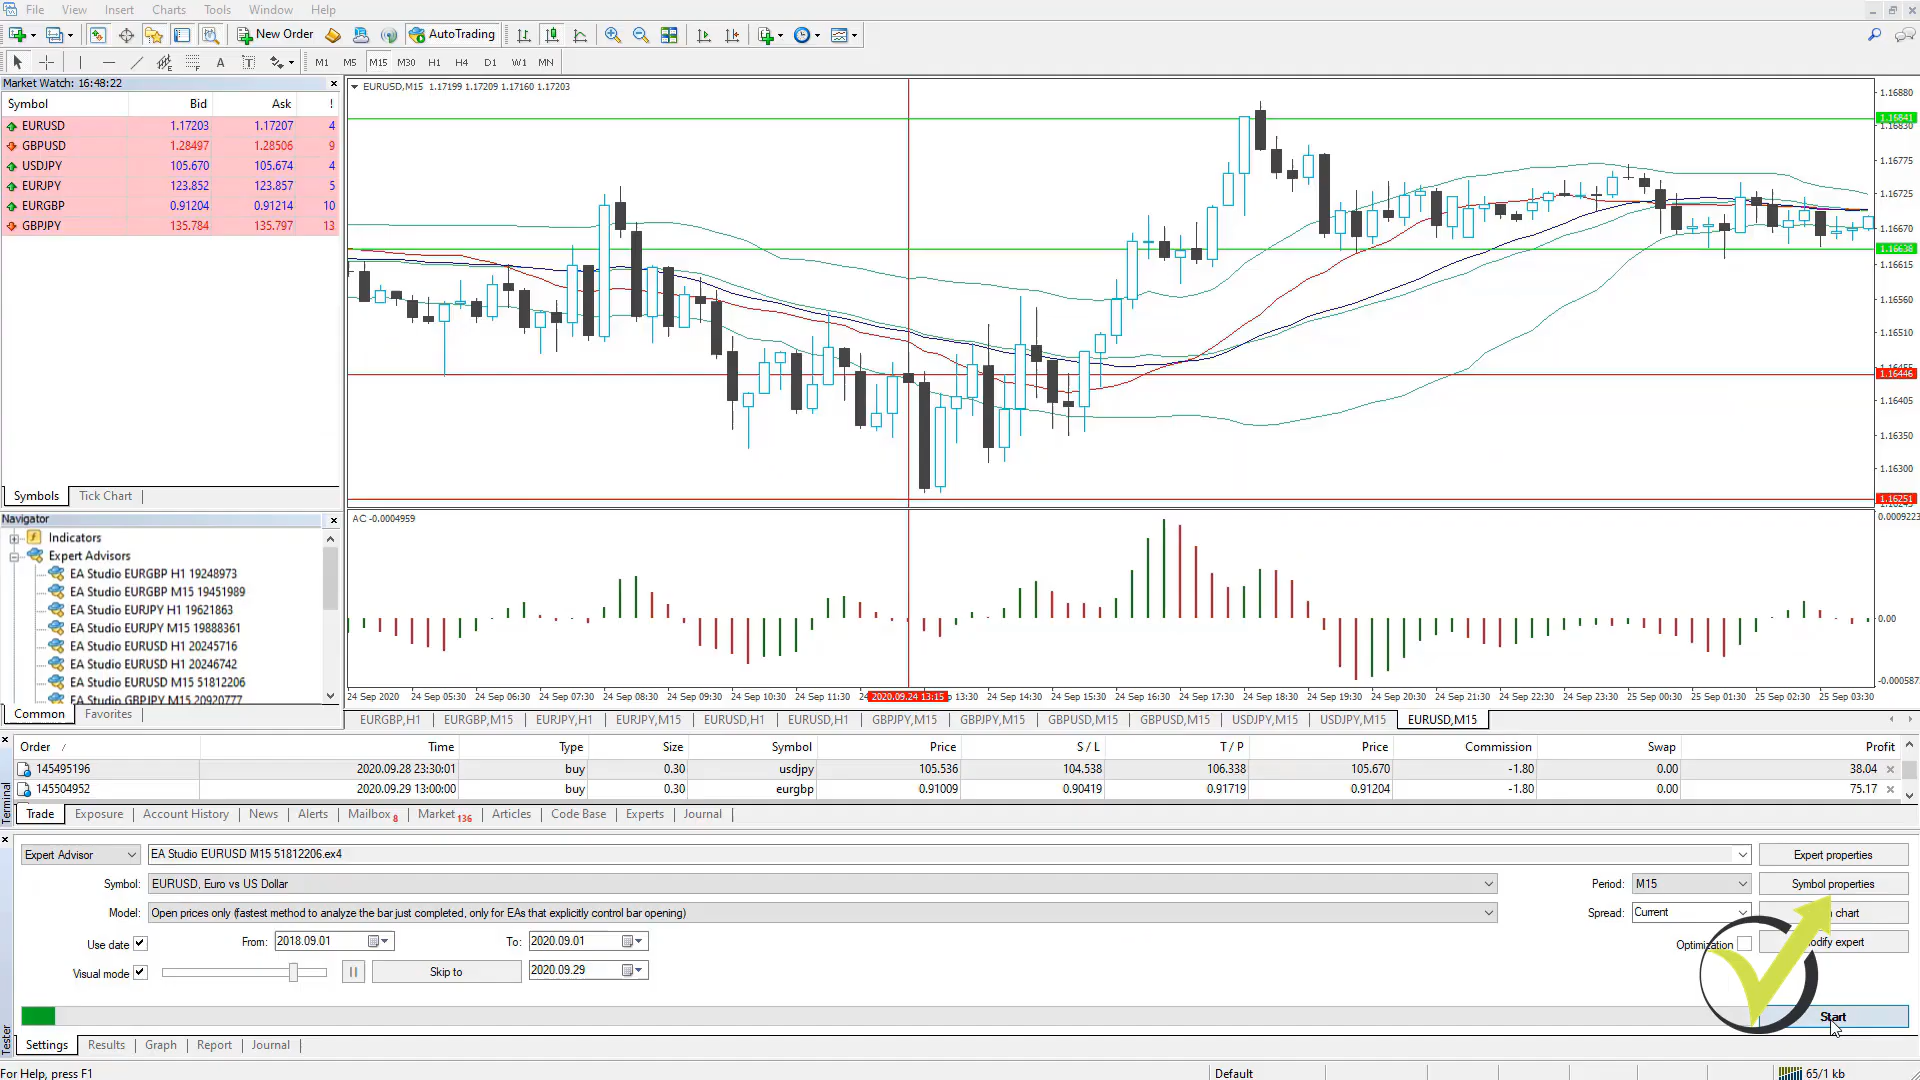 File View Insert Charts Tools Window Help
New Order AutoTrading
A T M1 M5 M15 M30 H1 H4 D1 W1 MN
Market Watch: 16:48:22
Symbol Bid Ask !
EURUSD 1.17203 1.17207 4
GBPUSD 1.28497 1.28506 9
USDJPY 105.670 105.674 4
EURJPY 123.852 123.857 5
EURGBP 0.91204 0.91214 10
GBPJPY 135.784 135.797 13
Symbols Tick Chart
Navigator
Indicators
Expert Advisors
EA Studio EURGBP H1 19248973
EA Studio EURGBP M15 19451989
EA Studio EURJPY H1 19621863
EA Studio EURJPY M15 19888361
EA Studio EURUSD H1 20245716
EA Studio EURUSD H1 20246742
EA Studio EURUSD M15 51812206
EA Studio GBPJPY M15 20920777
Common Favorites
EURUSD,M15 1.17199 1.17209 1.17160 1.17203
1.16880
1.16841
1.16830
1.16775
1.16725
1.16670
1.16638
1.16615
1.16560
1.16510
1.16446
1.16405
1.16350
1.16300
1.16251
AC -0.0004959
0.0009223
0.00
-0.000587
24 Sep 2020 24 Sep 05:30 24 Sep 06:30 24 Sep 07:30 24 Sep 08:30 24 Sep 09:30 24 Sep 10:30 24 Sep 11:30 2020.09.24 13:15 13:30 24 Sep 14:30 24 Sep 15:30 24 Sep 16:30 24 Sep 17:30 24 Sep 18:30 24 Sep 19:30 24 Sep 20:30 24 Sep 21:30 24 Sep 22:30 24 Sep 23:30 25 Sep 00:30 25 Sep 01:30 25 Sep 02:30 25 Sep 03:30
EURGBP,H1 EURGBP,M15 EURJPY,H1 EURJPY,M15 EURUSD,H1 EURUSD,H1 GBPJPY,M15 GBPJPY,M15 GBPUSD,M15 GBPUSD,M15 USDJPY,M15 USDJPY,M15 EURUSD,M15
Order Time Type Size Symbol Price S / L T / P Price Commission Swap Profit
145495196 2020.09.28 23:30:01 buy 0.30 usdjpy 105.536 104.538 106.338 105.670 -1.80 0.00 38.04
145504952 2020.09.29 13:00:00 buy 0.30 eurgbp 0.91009 0.90419 0.91719 0.91204 -1.80 0.00 75.17
Terminal
Trade Exposure Account History News Alerts Mailbox 8 Market 136 Articles Code Base Experts Journal
Expert Advisor EA Studio EURUSD M15 51812206.ex4 Expert properties
Symbol: EURUSD, Euro vs US Dollar Period: M15 Symbol properties
Model: Open prices only (fastest method to analyze the bar just completed, only for EAs that explicitly control bar opening) Spread: Current chart
Use date From: 2018.09.01 To: 2020.09.01 Optimization odify expert
Visual mode Skip to 2020.09.29
Start
Tester
Settings Results Graph Report Journal
For Help, press F1 Default 65/1 kb